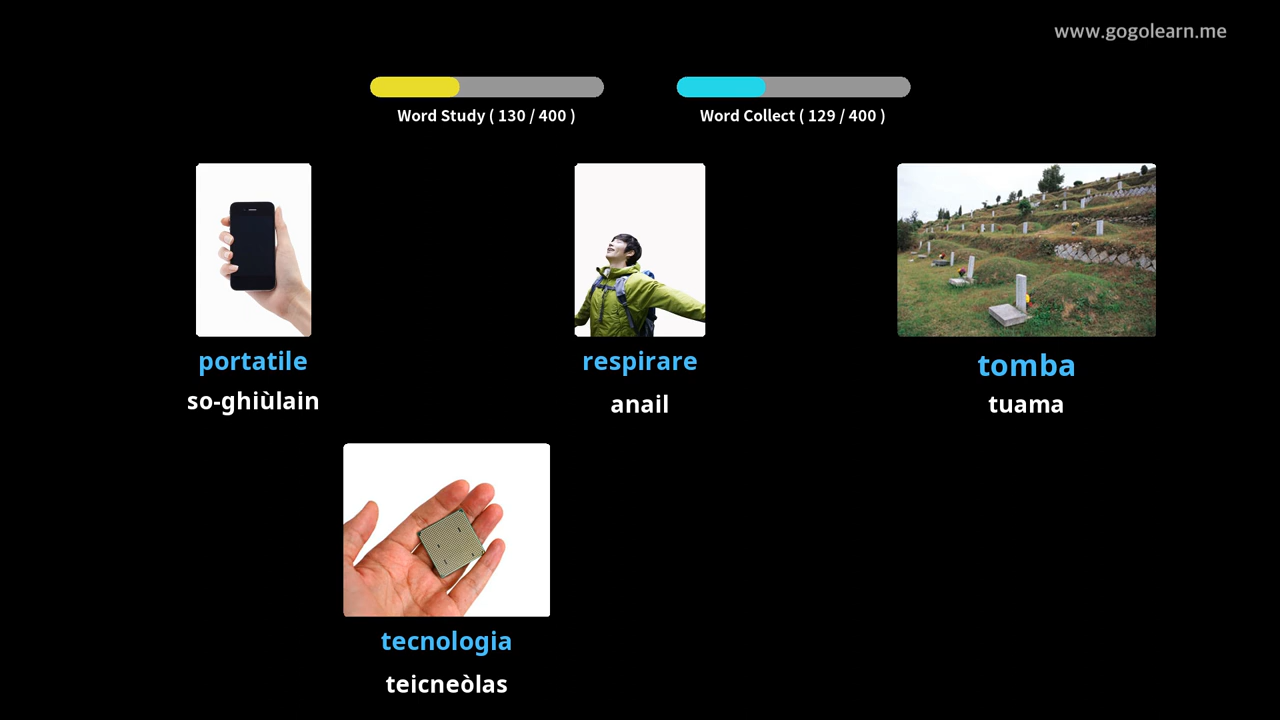 www.gogolearn.me
Word Study ( 130 / 400 )
Word Collect ( 129 / 400 )
portatile
so-ghiùlain
respirare
anail
tomba
tuama
tecnologia
teicneòlas